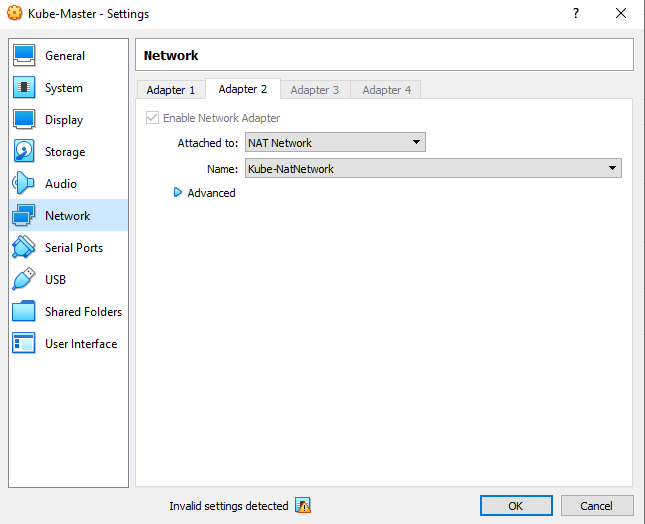 Kube-Master - Settings
?
General
System
Display
Storage
Audio
Network
Serial Ports
USB
Shared Folders
User Interface
Network
Adapter 1 Adapter 2 Adapter 3 Adapter 4
Enable Network Adapter
Attached to: NAT Network
Name: Kube-NatNetwork
Advanced
Invalid settings detected
OK Cancel